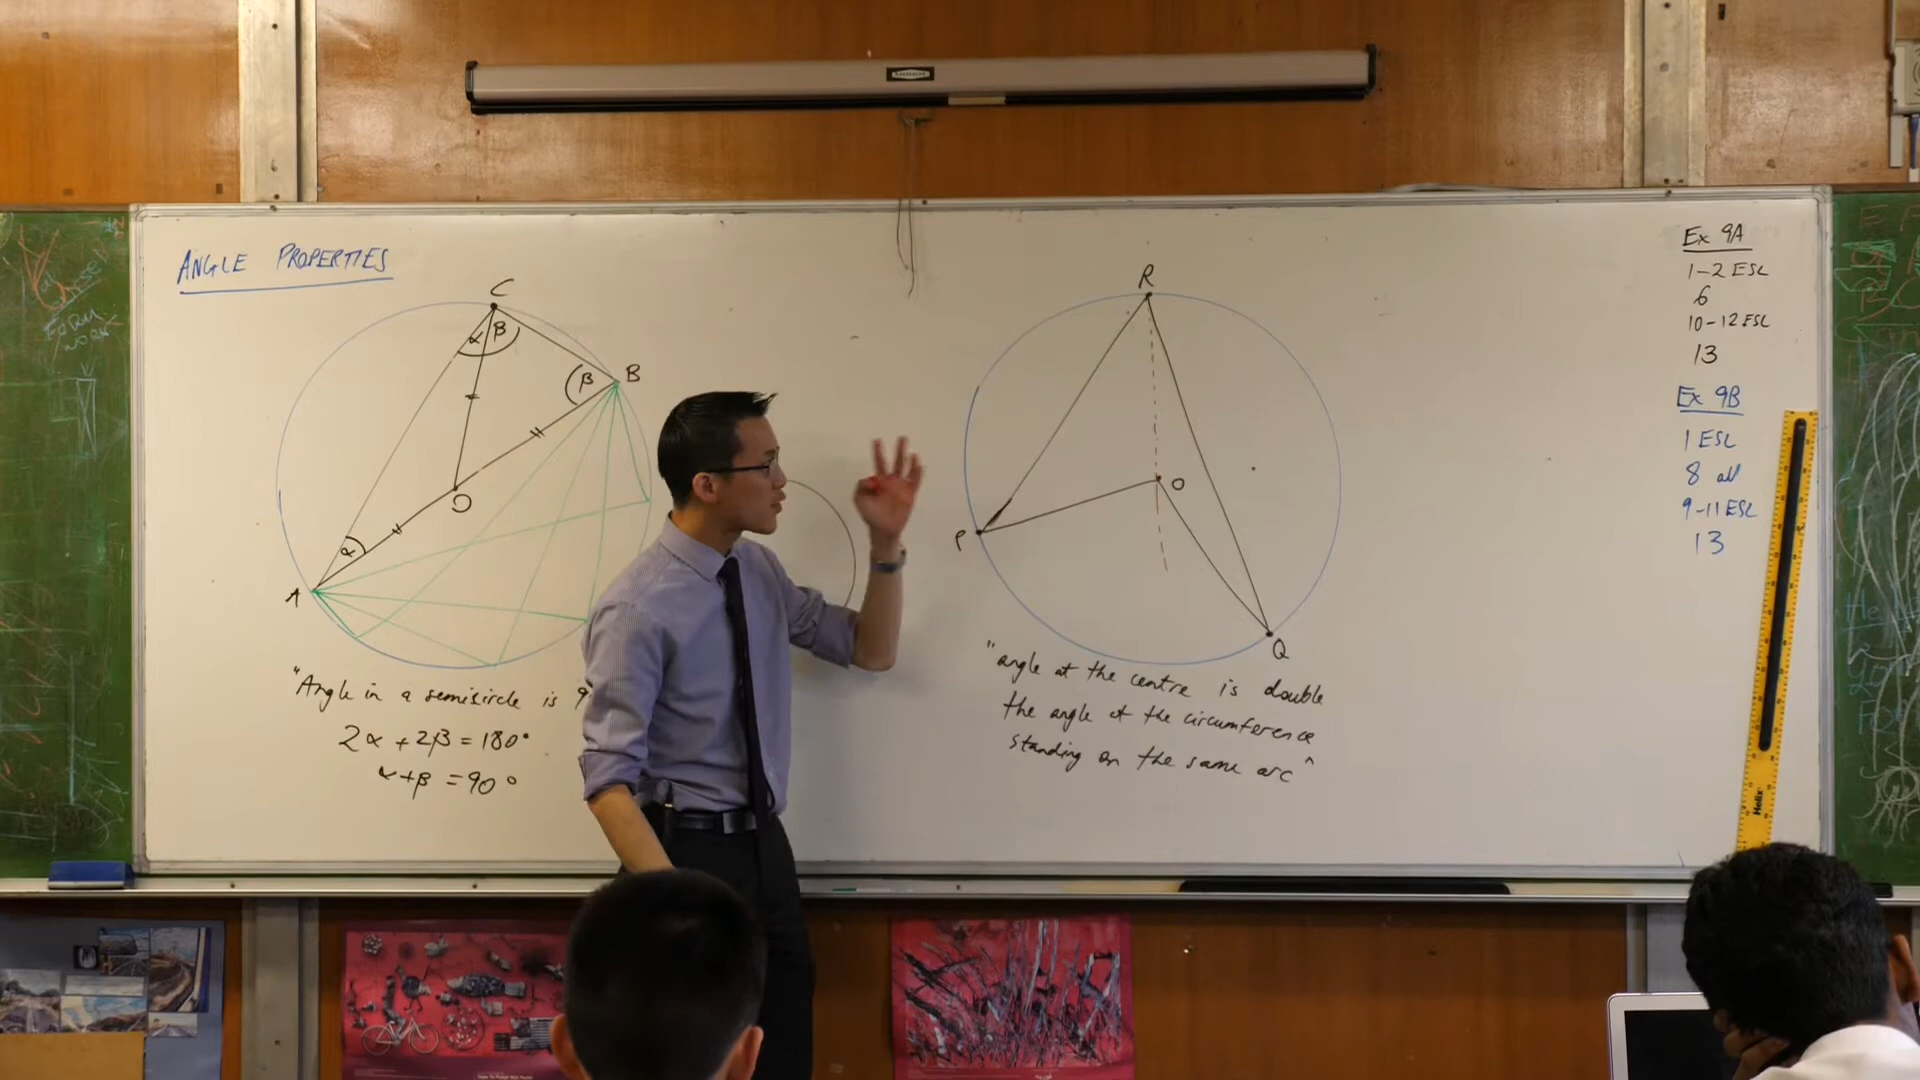 ANGLE PROPERTIES
C
α β
β B
O
α
A
"Angle in a semicircle is 9
2α + 2β = 180°
α + β = 90°
R
O
P
Q
"angle at the centre is double
the angle at the circumference
standing on the same arc"
Ex 9A
1-2 ESL
6
10-12 ESL
13
Ex 9B
1 ESL
8 all
9-11 ESL
13
Helix